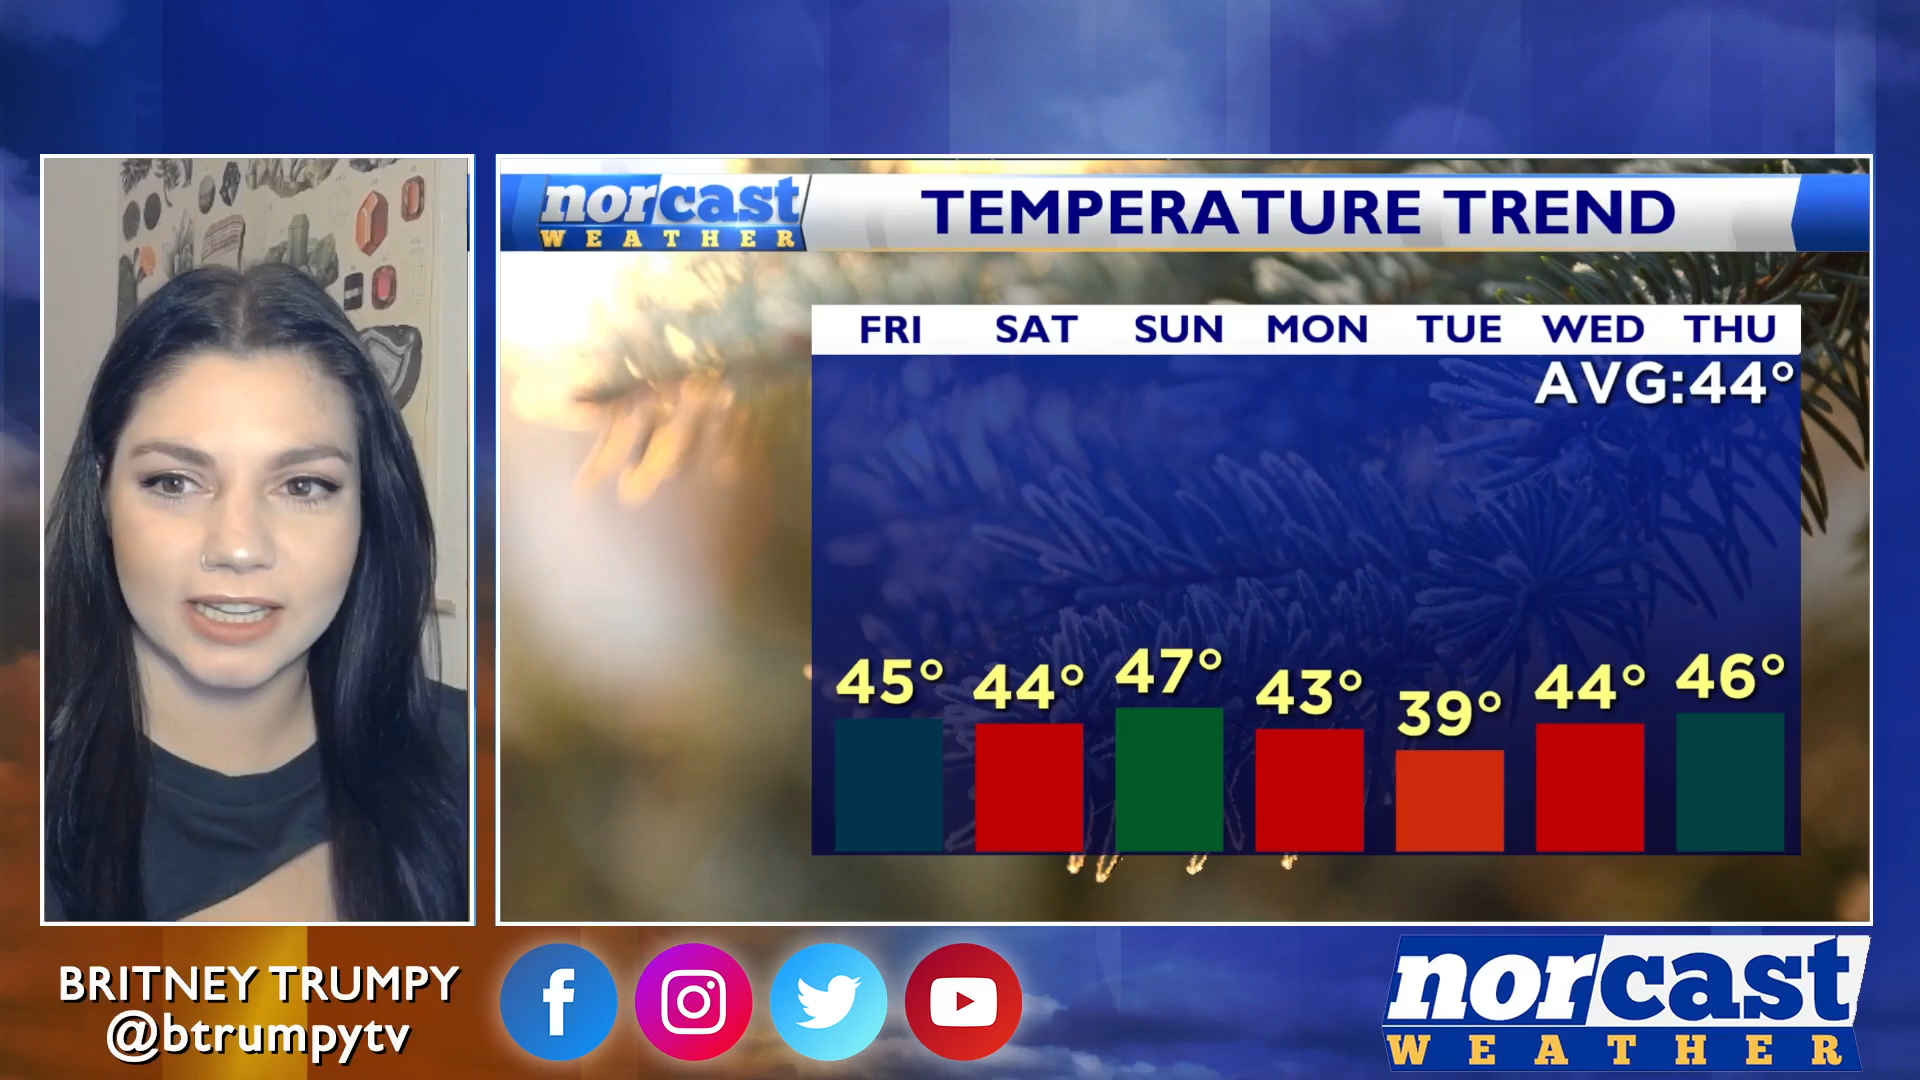 norcast
WEATHER
TEMPERATURE TREND
FRI SAT SUN MON TUE WED THU
AVG:44°
45° 44° 47° 43° 39° 44° 46°
BRITNEY TRUMPY
@btrumpytv
norcast
WEATHER